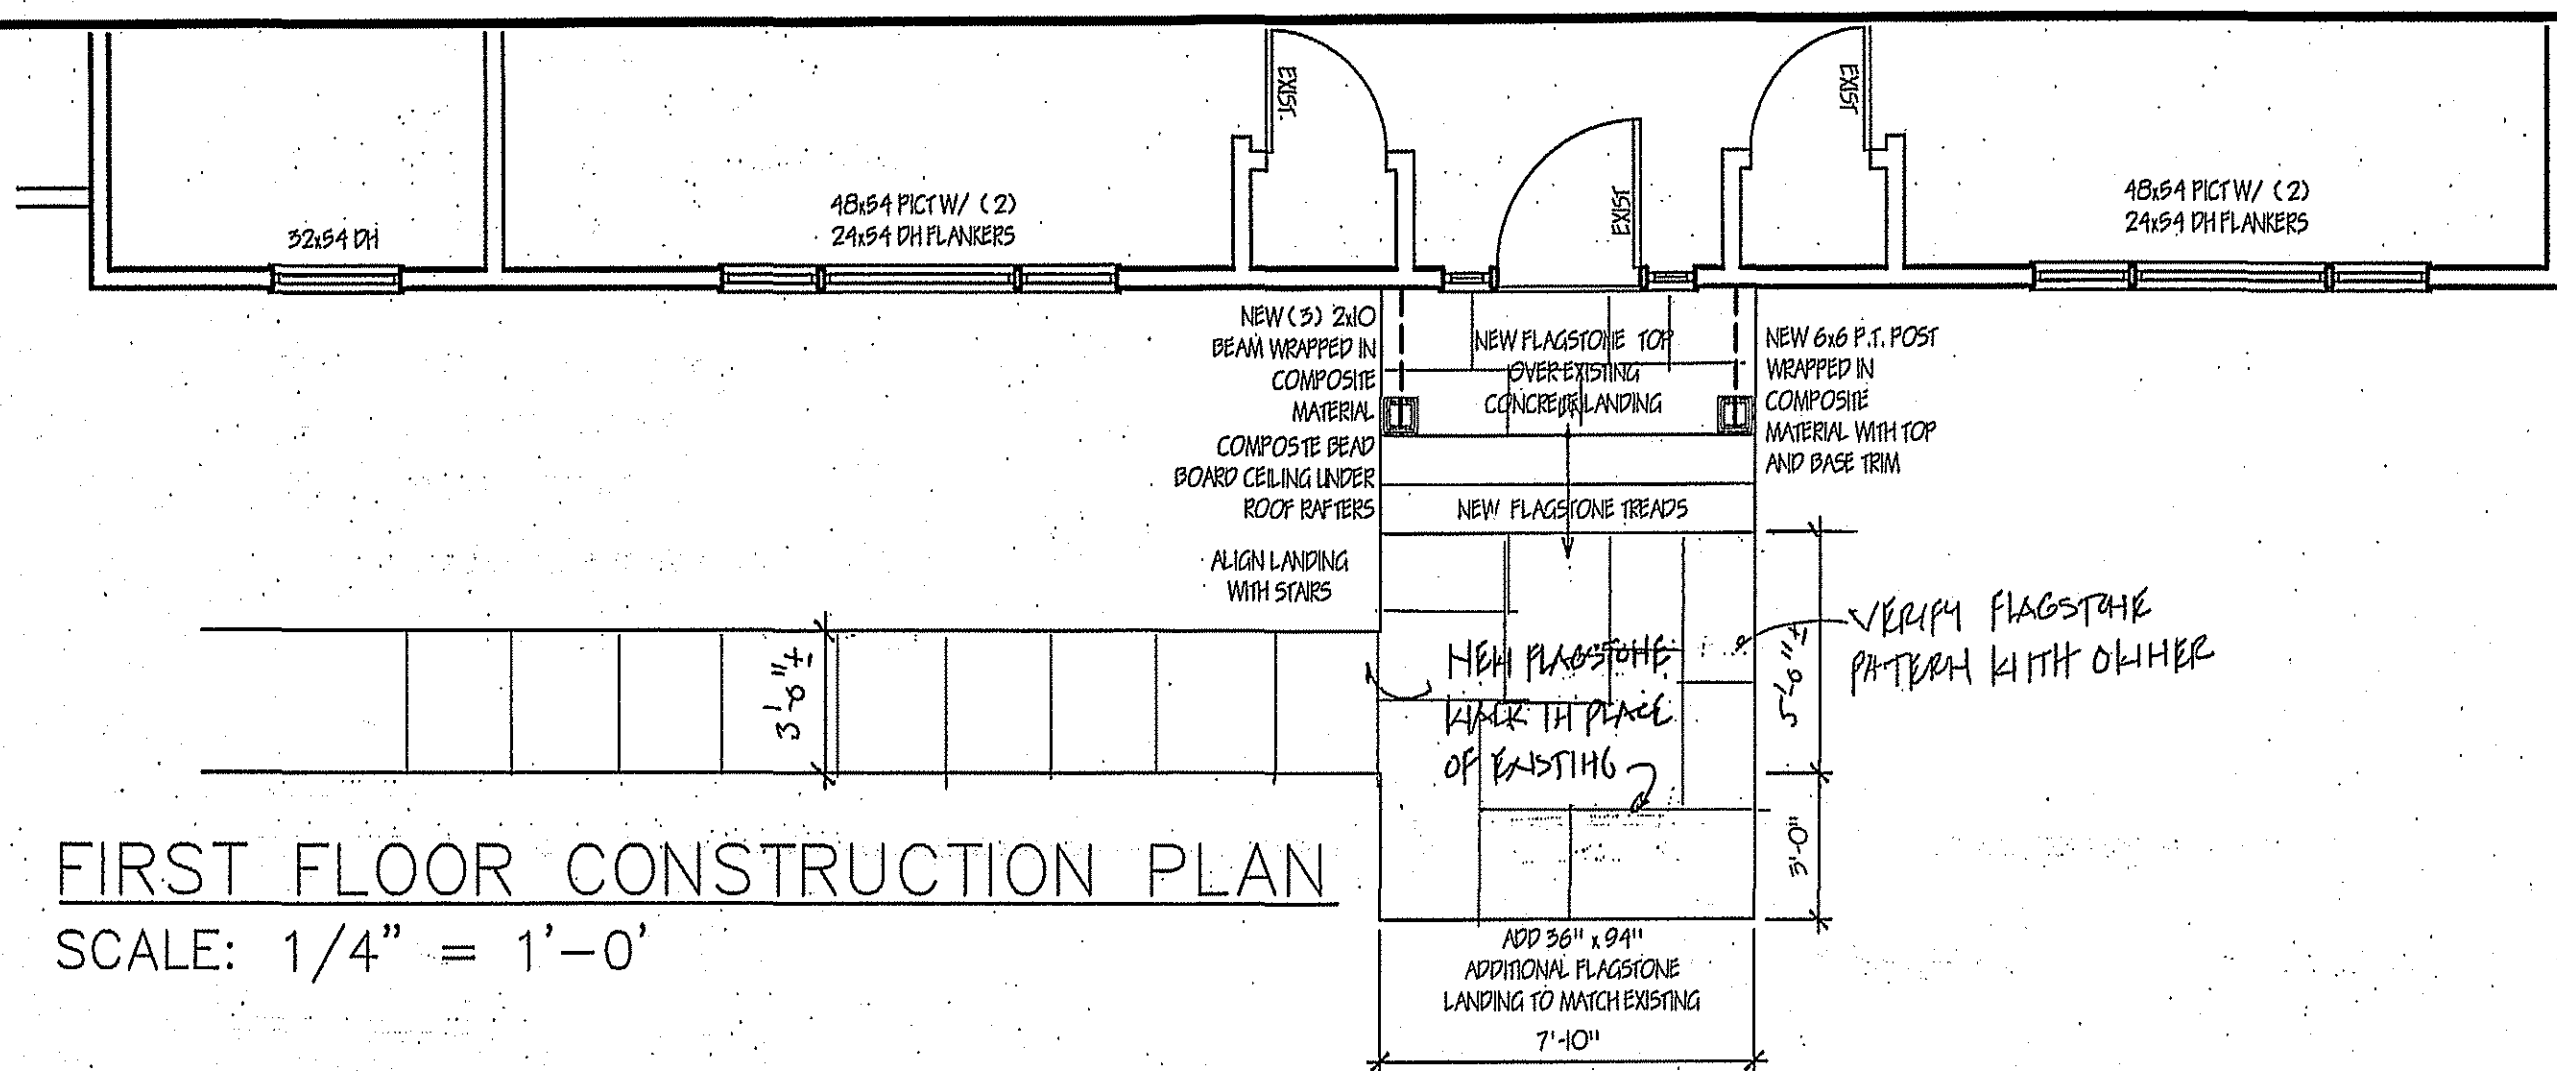 EXIST.
EXIST
EXIST
32x54 DH
48x54 PICT W/ (2)
24x54 DH FLANKERS
48x54 PICT W/ (2)
24x54 DH FLANKERS
NEW (3) 2x10
BEAM WRAPPED IN
COMPOSITE
MATERIAL
COMPOSTE BEAD
BOARD CEILING UNDER
ROOF RAFTERS
ALIGN LANDING
WITH STAIRS
NEW FLAGSTONE TOP
OVER EXISTING
CONCRETE LANDING
NEW FLAGSTONE TREADS
NEW 6x6 P.T. POST
WRAPPED IN
COMPOSITE
MATERIAL WITH TOP
AND BASE TRIM
VERIFY FLAGSTONE
PATERN WITH OWNER
NEW FLAGSTONE
WALK IN PLACE
OF EXISTING
3'-6"±
5'-6"±
3'-0"
FIRST FLOOR CONSTRUCTION PLAN
SCALE: 1/4" = 1'-0'
ADD 36" x 94"
ADDITIONAL FLAGSTONE
LANDING TO MATCH EXISTING
7'-10"